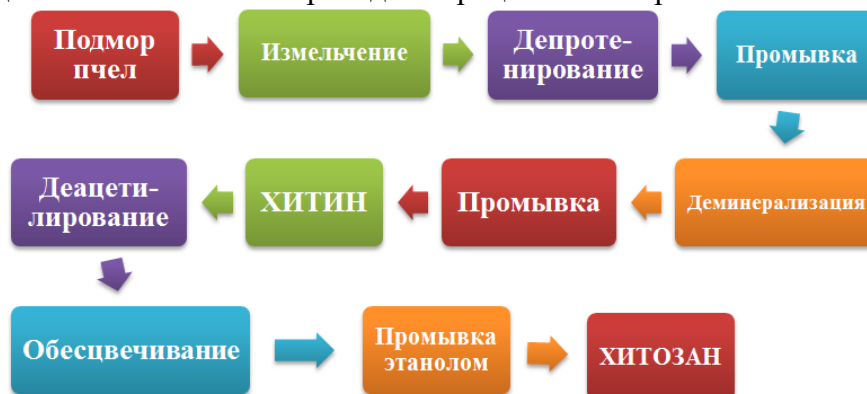 Подмор
пчел
Измельчение
Депроте-
нирование
Промывка
Деацети-
лирование
ХИТИН
Промывка
Деминерализация
Обесцвечивание
Промывка
этанолом
ХИТОЗАН